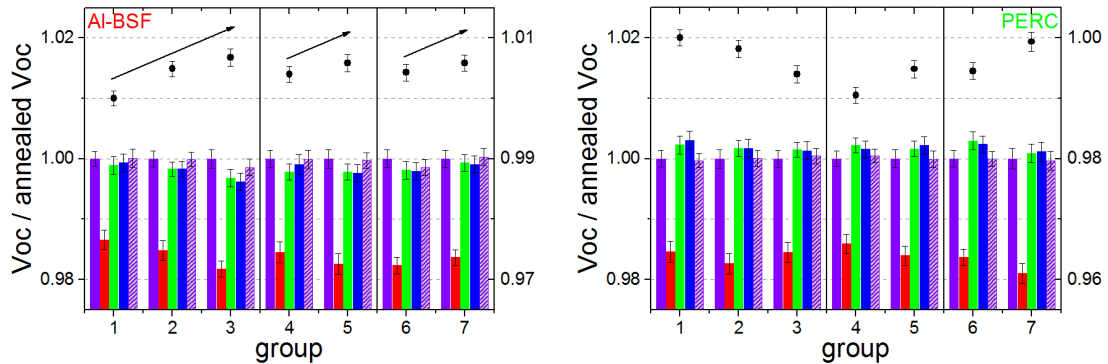 Al-BSF
PERC
Voc / annealed Voc
1.02
1.00
0.98
1.01
0.99
0.97
1 2 3 4 5 6 7
group
Voc / annealed Voc
1.02
1.00
0.98
1.00
0.98
0.96
1 2 3 4 5 6 7
group